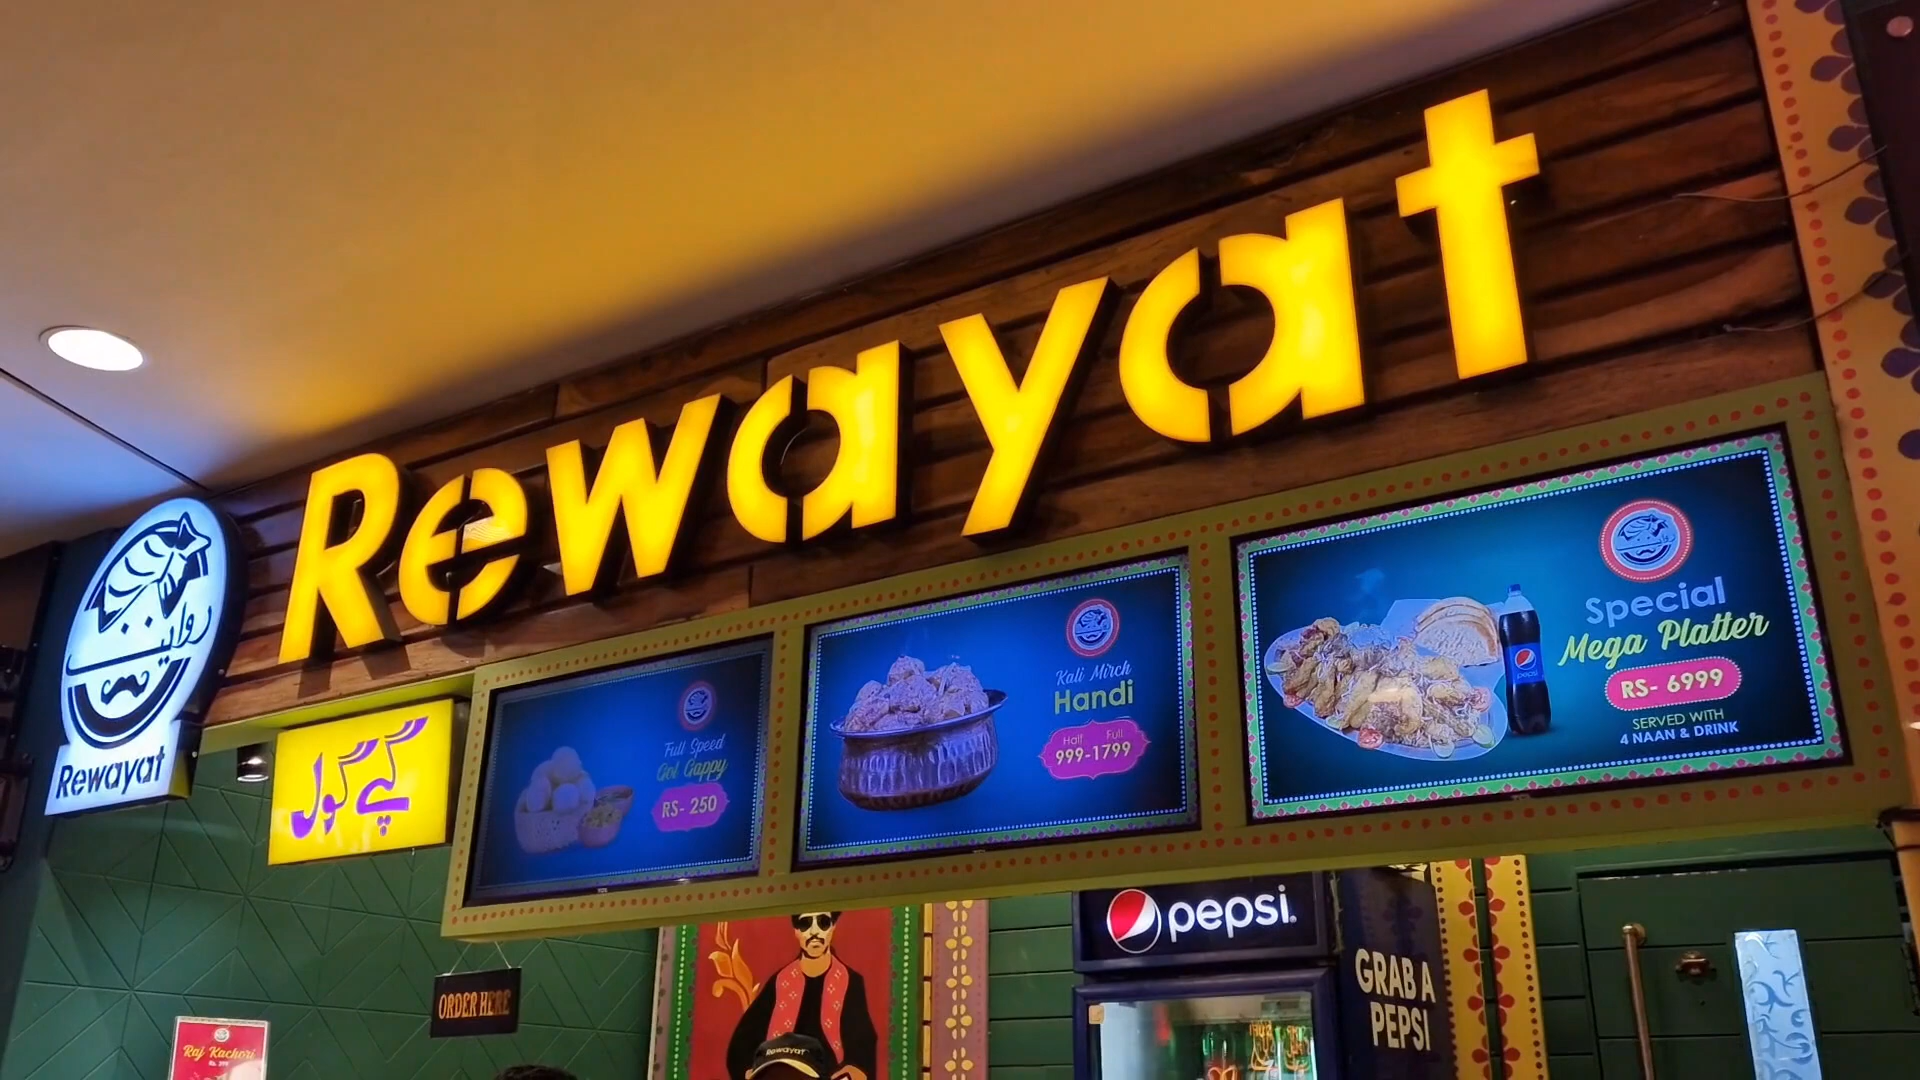 Rewayat
روایت
Rewayat
گول گپے
Full Speed
Gol Gappy
RS- 250
Kali Mirch
Handi
Half Full
999-1799
Special
Mega Platter
RS- 6999
SERVED WITH
4 NAAN & DRINK
pepsi
pepsi
GRAB A
PEPSI
ORDER HERE
Raj Kachori
Rewayat